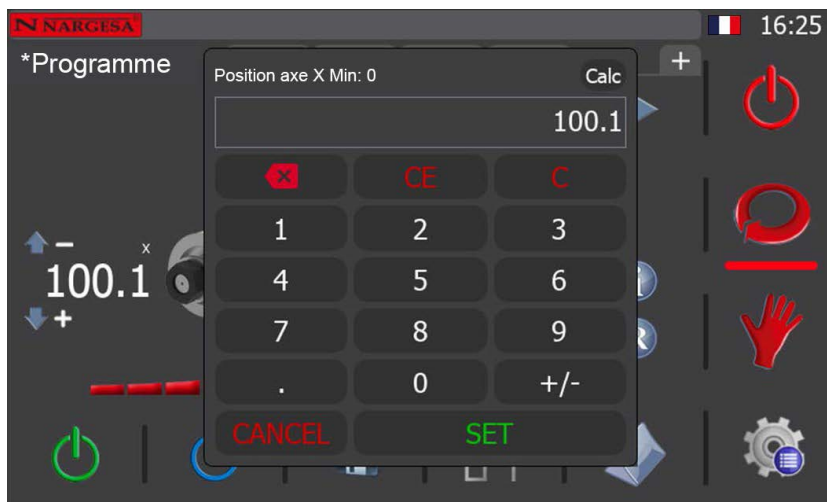 N NARGESA
16:25
*Programme
+
Position axe X Min: 0
Calc
100.1
CE
C
1
2
3
x
100.1
4
5
6
7
8
9
.
0
+/-
CANCEL
SET